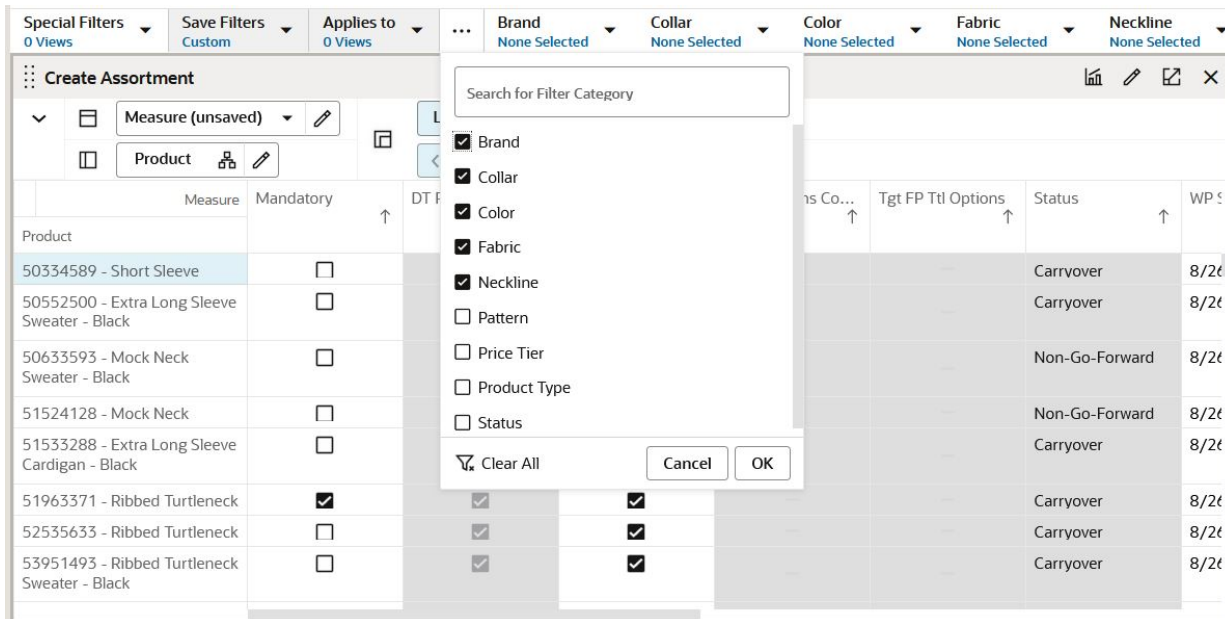 Special Filters
0 Views
Save Filters
Custom
Applies to
0 Views
...
Brand
None Selected
Collar
None Selected
Color
None Selected
Fabric
None Selected
Neckline
None Selected
Create Assortment
Search for Filter Category
Measure (unsaved)
Product
Brand
Collar
Color
Fabric
Neckline
Pattern
Price Tier
Product Type
Status
Clear All
Cancel
OK
Measure
Product
Mandatory
DT
Co...
Tgt FP Ttl Options
Status
WP
50334589 - Short Sleeve
Carryover
50552500 - Extra Long Sleeve
Sweater - Black
Carryover
50633593 - Mock Neck
Sweater - Black
Non-Go-Forward
51524128 - Mock Neck
Non-Go-Forward
51533288 - Extra Long Sleeve
Cardigan - Black
Carryover
51963371 - Ribbed Turtleneck
Carryover
52535633 - Ribbed Turtleneck
Carryover
53951493 - Ribbed Turtleneck
Sweater - Black
Carryover